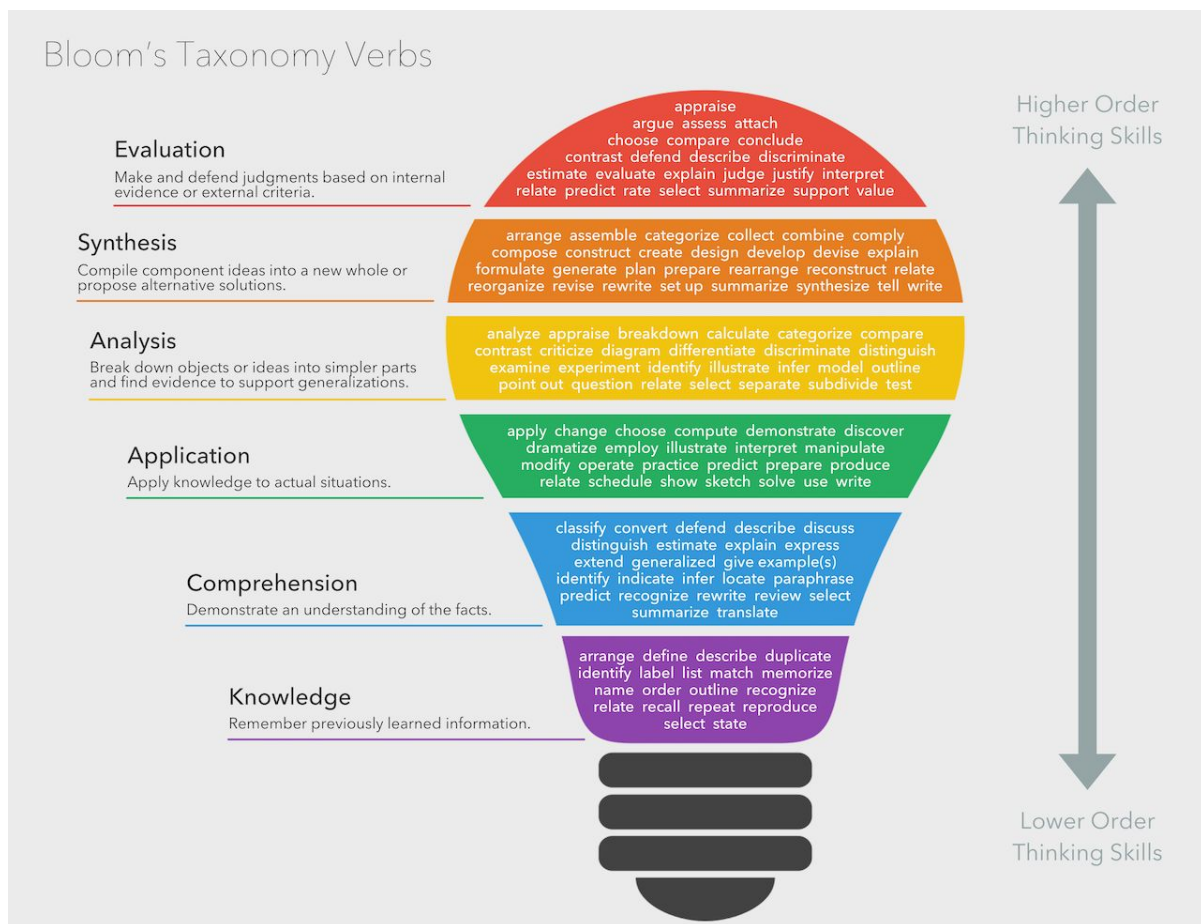 Bloom's Taxonomy Verbs
Higher Order
Thinking Skills
Evaluation
Make and defend judgments based on internal
evidence or external criteria.
appraise
argue assess attach
choose compare conclude
contrast defend describe discriminate
estimate evaluate explain judge justify interpret
relate predict rate select summarize support value
Synthesis
Compile component ideas into a new whole or
propose alternative solutions.
arrange assemble categorize collect combine comply
compose construct create design develop devise explain
formulate generate plan prepare rearrange reconstruct relate
reorganize revise rewrite set up summarize synthesize tell write
Analysis
Break down objects or ideas into simpler parts
and find evidence to support generalizations.
analyze appraise breakdown calculate categorize compare
contrast criticize diagram differentiate discriminate distinguish
examine experiment identify illustrate infer model outline
point out question relate select separate subdivide test
Application
Apply knowledge to actual situations.
apply change choose compute demonstrate discover
dramatize employ illustrate interpret manipulate
modify operate practice predict prepare produce
relate schedule show sketch solve use write
Comprehension
Demonstrate an understanding of the facts.
classify convert defend describe discuss
distinguish estimate explain express
extend generalized give example(s)
identify indicate infer locate paraphrase
predict recognize rewrite review select
summarize translate
Knowledge
Remember previously learned information.
arrange define describe duplicate
identify label list match memorize
name order outline recognize
relate recall repeat reproduce
select state
Lower Order
Thinking Skills